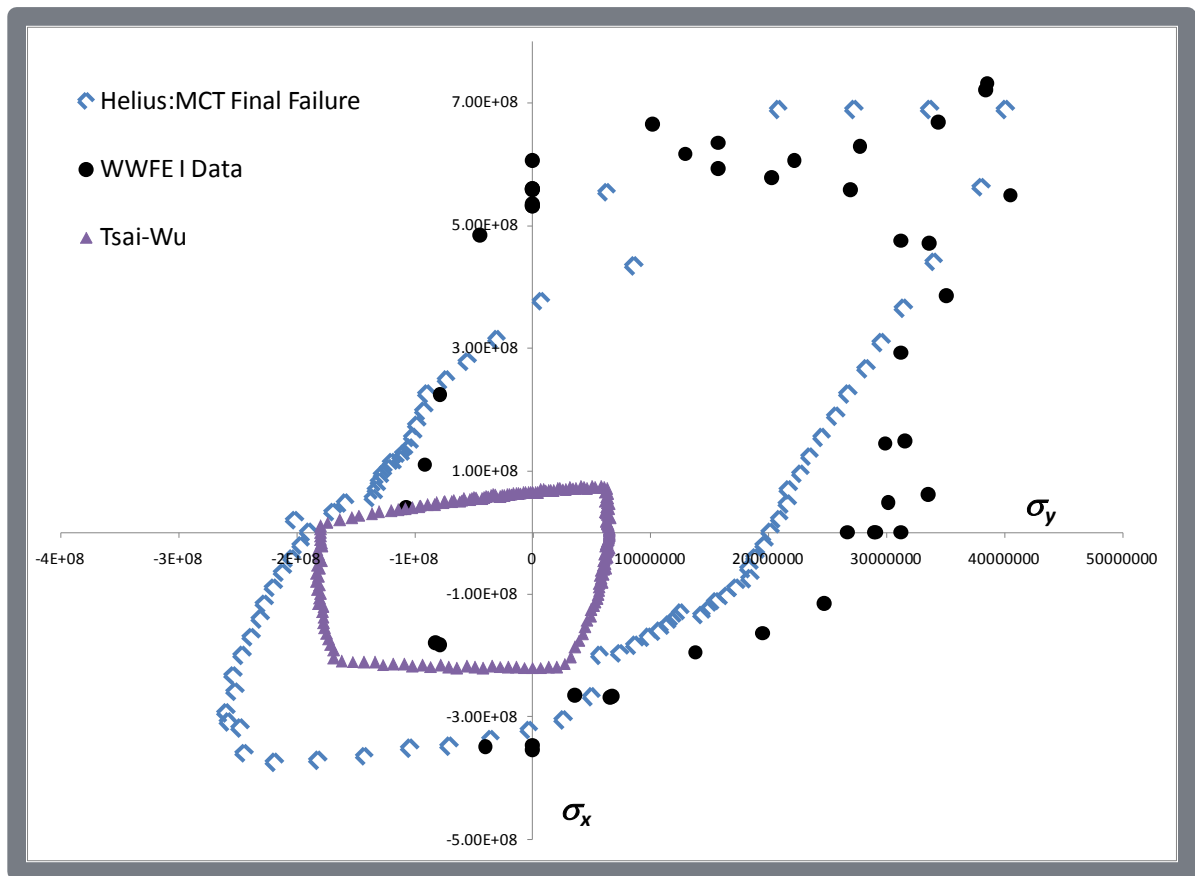 Helius:MCT Final Failure
WWFE I Data
Tsai-Wu
7.00E+08
5.00E+08
3.00E+08
1.00E+08
σy
-4E+08 -3E+08 -2E+08 -1E+08 0 10000000 20000000 30000000 40000000 50000000
-1.00E+08
-3.00E+08
σx
-5.00E+08